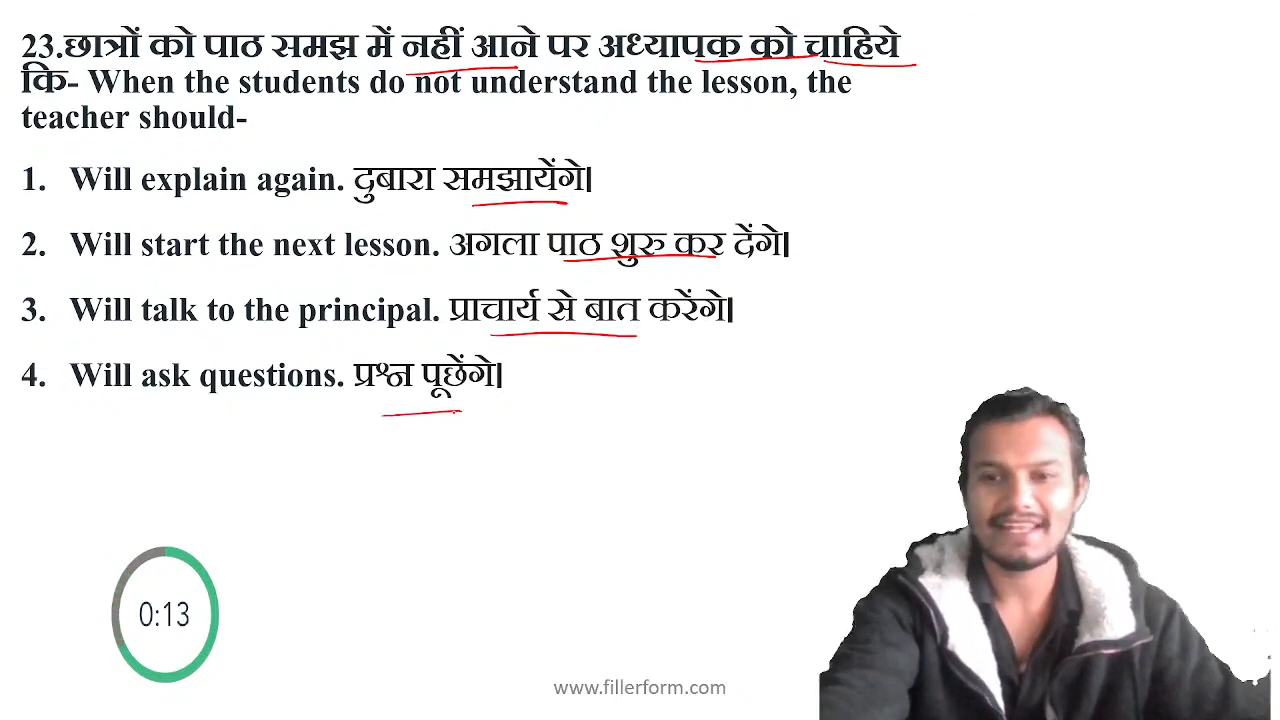 23.छात्रों को पाठ समझ में नहीं आने पर अध्यापक को चाहिये
कि- When the students do not understand the lesson, the
teacher should-
1. Will explain again. दुबारा समझायेंगे।
2. Will start the next lesson. अगला पाठ शुरु कर देंगे।
3. Will talk to the principal. प्राचार्य से बात करेंगे।
4. Will ask questions. प्रश्न पूछेंगे।
0:13
www.fillerform.com